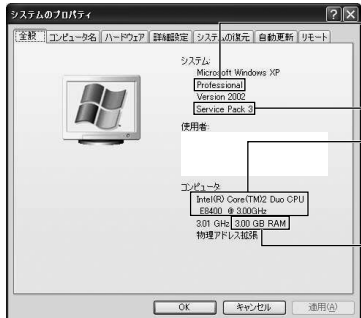 システムのプロパティ
全般 コンピュータ名 ハードウェア 詳細設定 システムの復元 自動更新 リモート
システム:
Microsoft Windows XP
Professional
Version 2002
Service Pack 3
使用者:
コンピュータ:
Intel(R) Core(TM)2 Duo CPU
E8400 @ 3.00GHz
3.01 GHz, 3.00 GB RAM
物理アドレス拡張
OK キャンセル 適用(A)